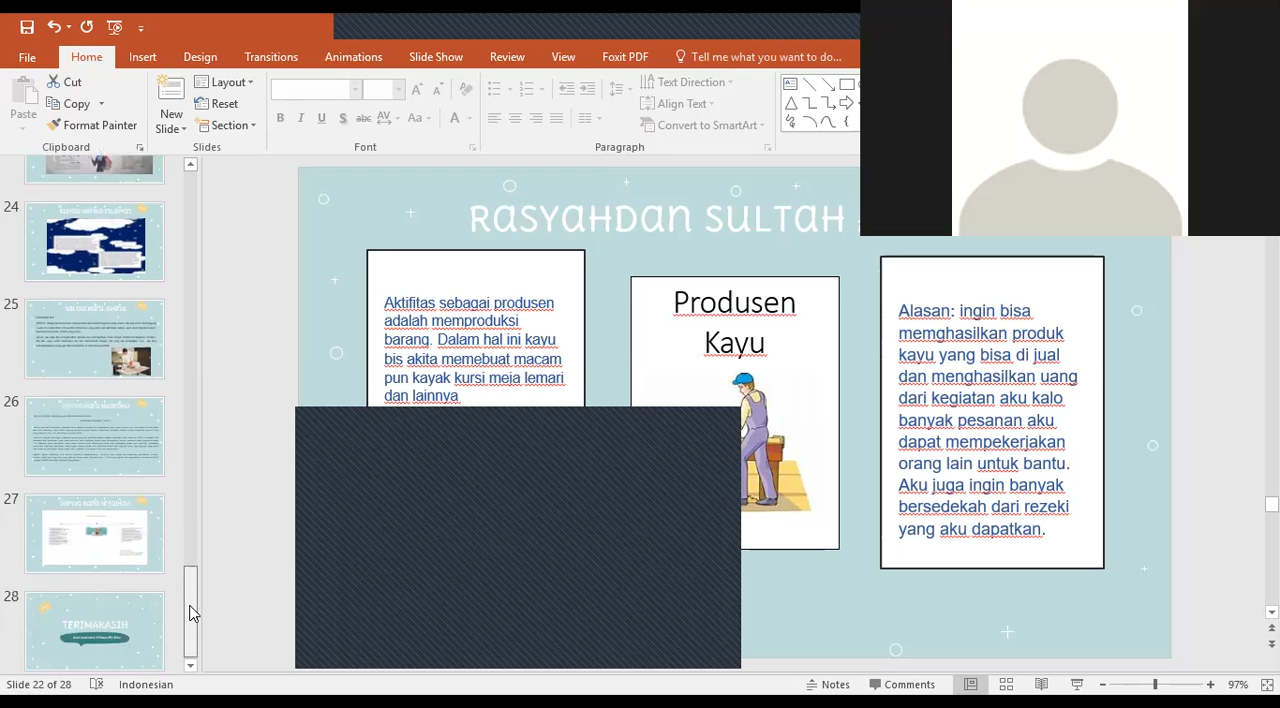 File Home Insert Design Transitions Animations Slide Show Review View Foxit PDF Tell me what you want to do...
Paste
Cut
Copy
Format Painter
Clipboard
New
Slide
Layout
Reset
Section
Slides
B I U S abc AV Aa A
Font
Text Direction
Align Text
Convert to SmartArt
Paragraph
24
25
26
27
28
TERIMAKASIH
RASYAHDAN SULTAH
Aktifitas sebagai produsen
adalah memproduksi
barang. Dalam hal ini kayu
bis akita memebuat macam
pun kayak kursi meja lemari
dan lainnya
Produsen
Kayu
Alasan: ingin bisa
memghasilkan produk
kayu yang bisa di jual
dan menghasilkan uang
dari kegiatan aku kalo
banyak pesanan aku
dapat mempekerjakan
orang lain untuk bantu.
Aku juga ingin banyak
bersedekah dari rezeki
yang aku dapatkan.
Slide 22 of 28 Indonesian Notes Comments 97%